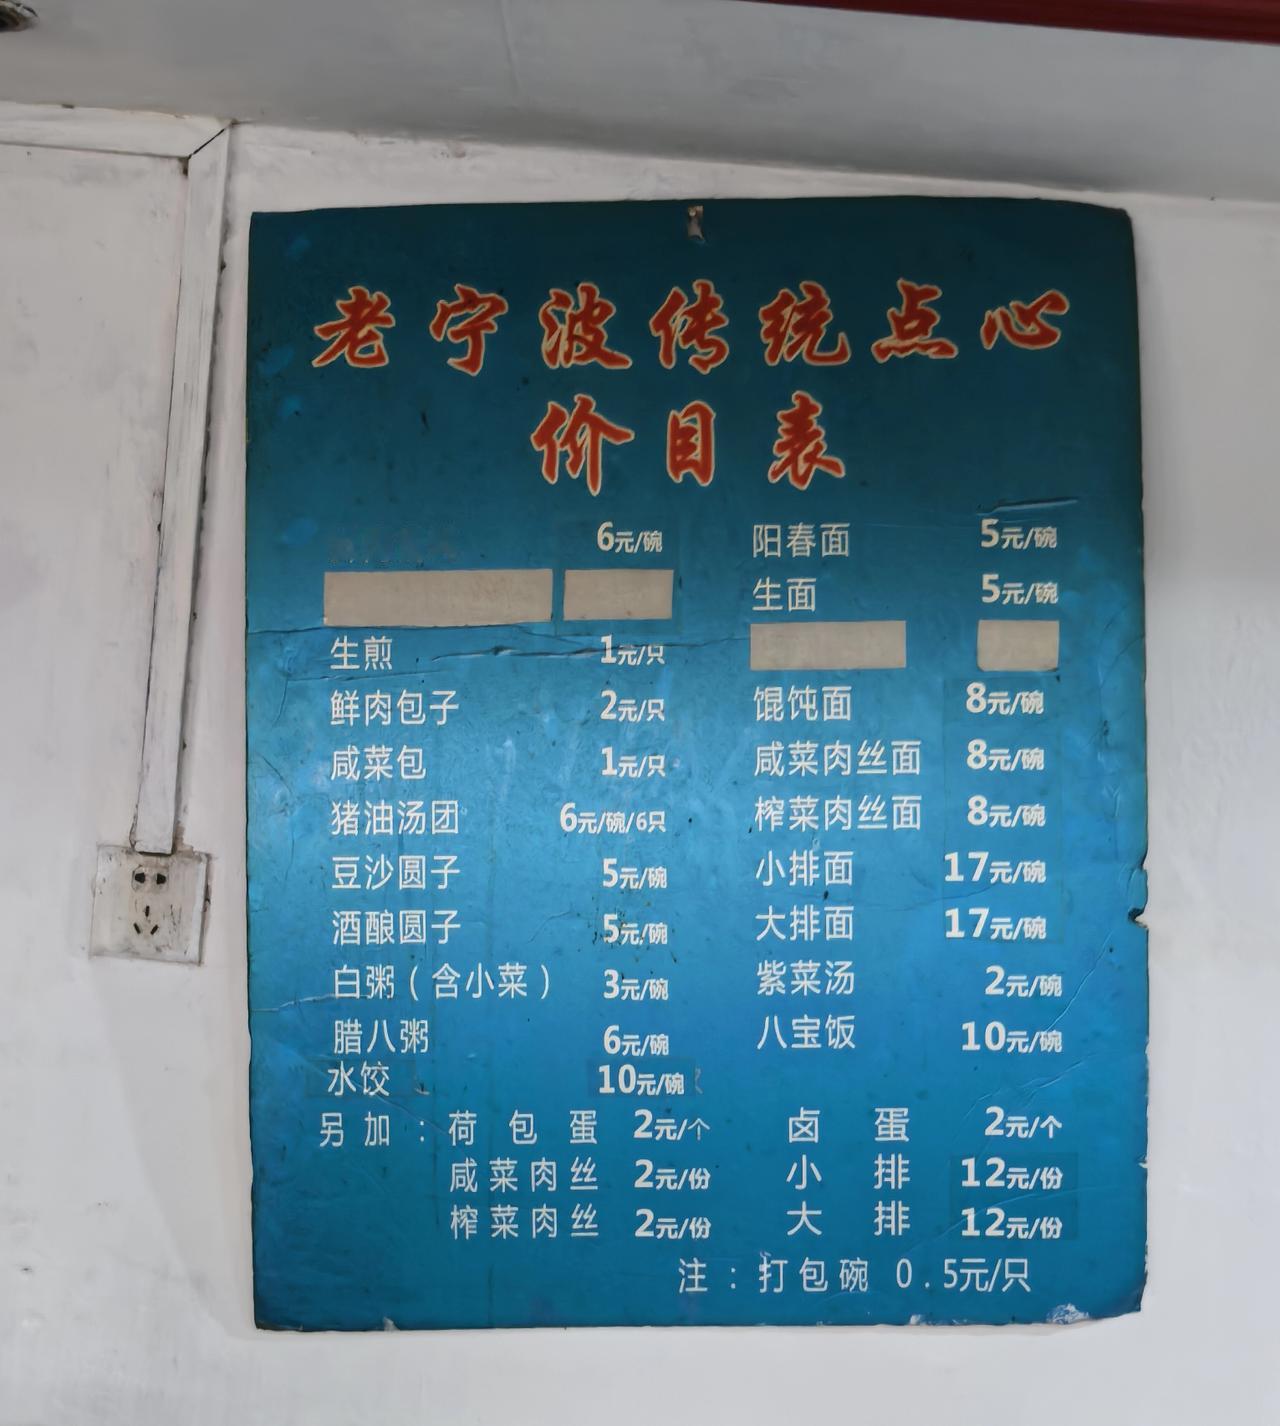 老宁波传统点心
价目表
6元/碗
生煎 1元/只
鲜肉包子 2元/只
咸菜包 1元/只
猪油汤团 6元/碗/6只
豆沙圆子 5元/碗
酒酿圆子 5元/碗
白粥(含小菜) 3元/碗
腊八粥 6元/碗
水饺 10元/碗
阳春面 5元/碗
生面 5元/碗
馄饨面 8元/碗
咸菜肉丝面 8元/碗
榨菜肉丝面 8元/碗
小排面 17元/碗
大排面 17元/碗
紫菜汤 2元/碗
八宝饭 10元/碗
另加:荷包蛋 2元/个 卤蛋 2元/个
咸菜肉丝 2元/份 小排 12元/份
榨菜肉丝 2元/份 大排 12元/份
注:打包碗 0.5元/只